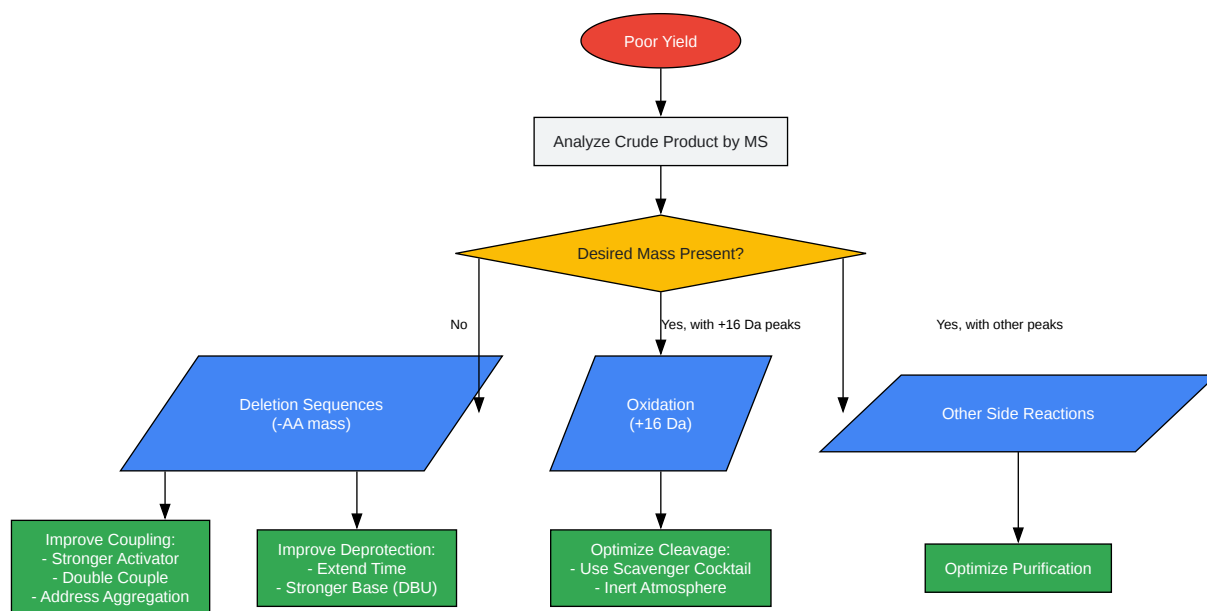 Poor Yield
Analyze Crude Product by MS
Desired Mass Present?
No
Yes, with +16 Da peaks
Yes, with other peaks
Deletion Sequences
(-AA mass)
Oxidation
(+16 Da)
Other Side Reactions
Improve Coupling:
- Stronger Activator
- Double Couple
- Address Aggregation
Improve Deprotection:
- Extend Time
- Stronger Base (DBU)
Optimize Cleavage:
- Use Scavenger Cocktail
- Inert Atmosphere
Optimize Purification